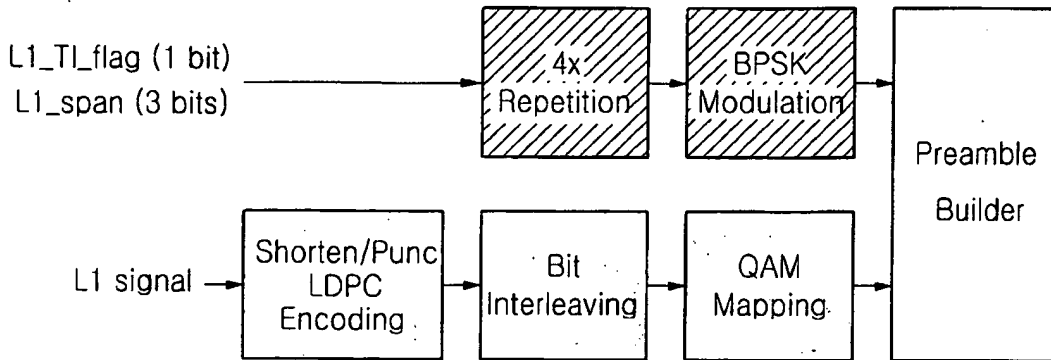 L1_TI_flag (1 bit)
L1_span (3 bits)
4x
Repetition
BPSK
Modulation
Preamble
Builder
L1 signal
Shorten/Punc
LDPC
Encoding
Bit
Interleaving
QAM
Mapping